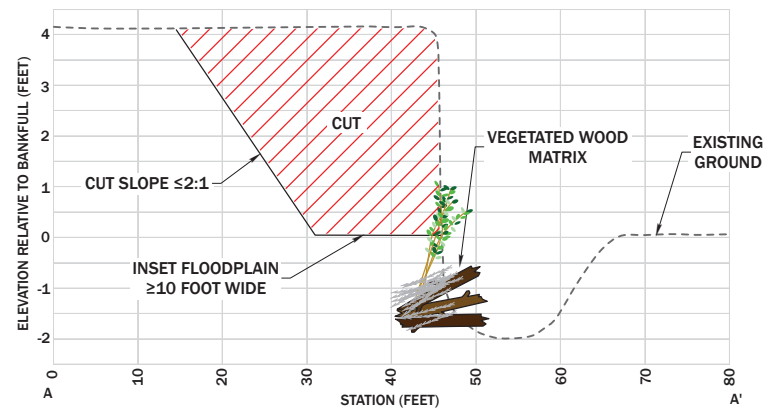 ELEVATION RELATIVE TO BANKFULL (FEET)
4
3
2
1
0
-1
-2
CUT
CUT SLOPE ≤2:1
INSET FLOODPLAIN
≥10 FOOT WIDE
VEGETATED WOOD
MATRIX
EXISTING
GROUND
0 10 20 30 40 50 60 70 80
A A'
STATION (FEET)